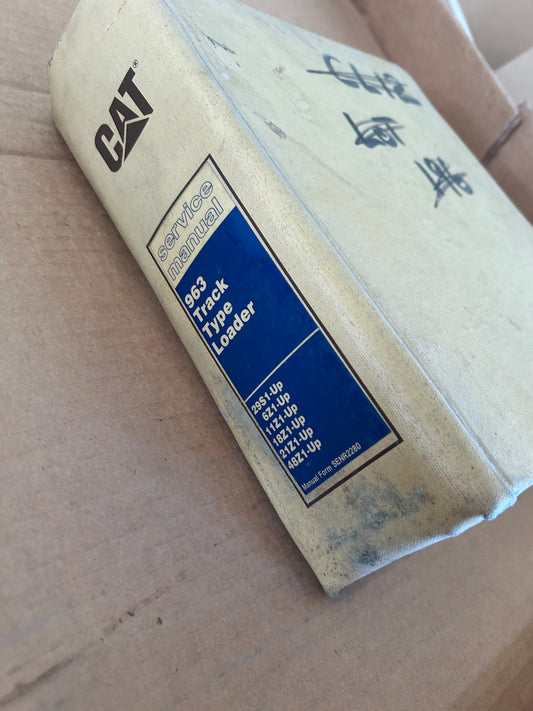 CAT®
service
manual
963
Track
Type
Loader
29S1-Up
6Z1-Up
11Z1-Up
18Z1-Up
21Z1-Up
48Z1-Up
Manual Form SENR2280